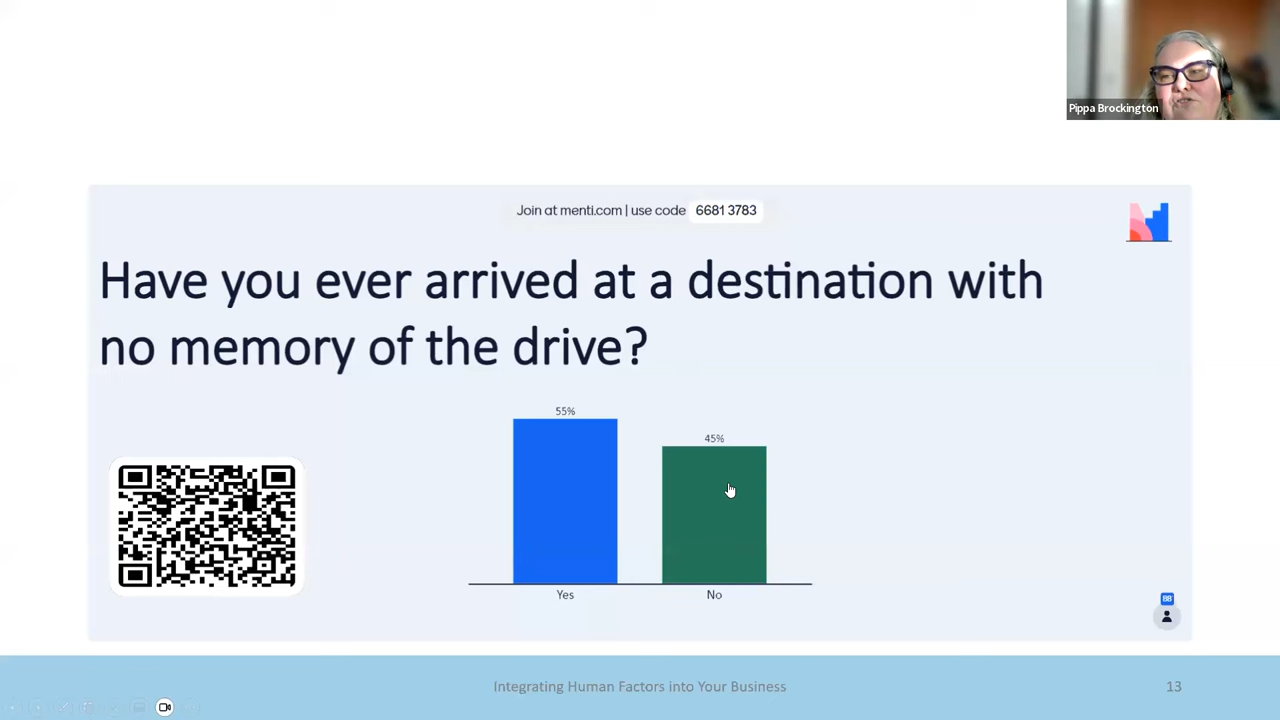 Pippa Brockington
Join at menti.com | use code 6681 3783
Have you ever arrived at a destination with
no memory of the drive?
55%
45%
Yes
No
88
Integrating Human Factors into Your Business
13